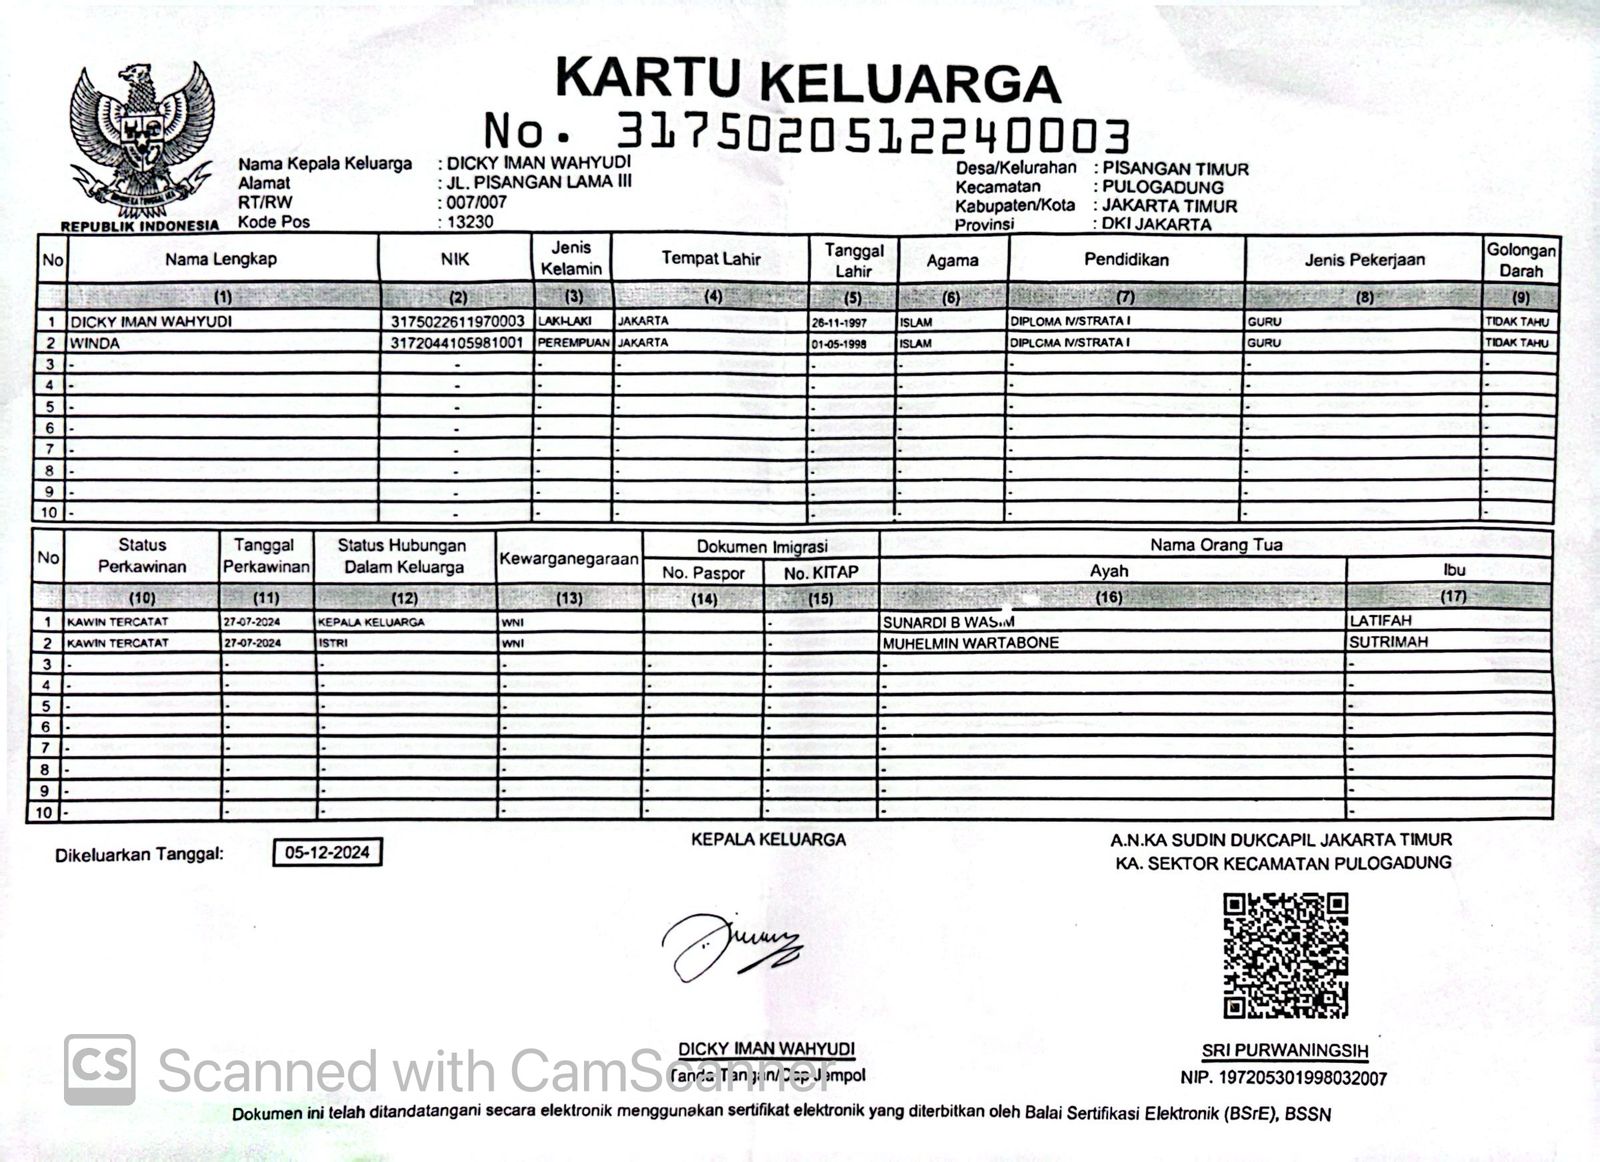 KARTU KELUARGA
No. 3175020512240003
REPUBLIK INDONESIA
Nama Kepala Keluarga : DICKY IMAN WAHYUDI
Alamat : JL. PISANGAN LAMA III
RT/RW : 007/007
Kode Pos : 13230
Desa/Kelurahan : PISANGAN TIMUR
Kecamatan : PULOGADUNG
Kabupaten/Kota : JAKARTA TIMUR
Provinsi : DKI JAKARTA
No Nama Lengkap NIK Jenis Kelamin Tempat Lahir Tanggal Lahir Agama Pendidikan Jenis Pekerjaan Golongan Darah
(1) (2) (3) (4) (5) (6) (7) (8) (9)
1 DICKY IMAN WAHYUDI 3175022611970003 LAKI-LAKI JAKARTA 26-11-1997 ISLAM DIPLOMA IV/STRATA I GURU TIDAK TAHU
2 WINDA 3172044105981001 PEREMPUAN JAKARTA 01-05-1998 ISLAM DIPLOMA IV/STRATA I GURU TIDAK TAHU
3 - - - - - - - - -
4 - - - - - - - - -
5 - - - - - - - - -
6 - - - - - - - - -
7 - - - - - - - - -
8 - - - - - - - - -
9 - - - - - - - - -
10 - - - - - - - - -
No Status Perkawinan Tanggal Perkawinan Status Hubungan Dalam Keluarga Kewarganegaraan Dokumen Imigrasi Nama Orang Tua
No. Paspor No. KITAP Ayah Ibu
(10) (11) (12) (13) (14) (15) (16) (17)
1 KAWIN TERCATAT 27-07-2024 KEPALA KELUARGA WNI - SUNARDI B WASIM LATIFAH
2 KAWIN TERCATAT 27-07-2024 ISTRI WNI - MUHELMIN WARTABONE SUTRIMAH
3 - - - - - - - -
4 - - - - - - - -
5 - - - - - - - -
6 - - - - - - - -
7 - - - - - - - -
8 - - - - - - - -
9 - - - - - - - -
10 - - - - - - - -
Dikeluarkan Tanggal: 05-12-2024
KEPALA KELUARGA
DICKY IMAN WAHYUDI
Tanda Tangan/Cap Jempol
A.N.KA SUDIN DUKCAPIL JAKARTA TIMUR
KA. SEKTOR KECAMATAN PULOGADUNG
SRI PURWANINGSIH
NIP. 197205301998032007
CS Scanned with CamScanner
Dokumen ini telah ditandatangani secara elektronik menggunakan sertifikat elektronik yang diterbitkan oleh Balai Sertifikasi Elektronik (BSrE), BSSN